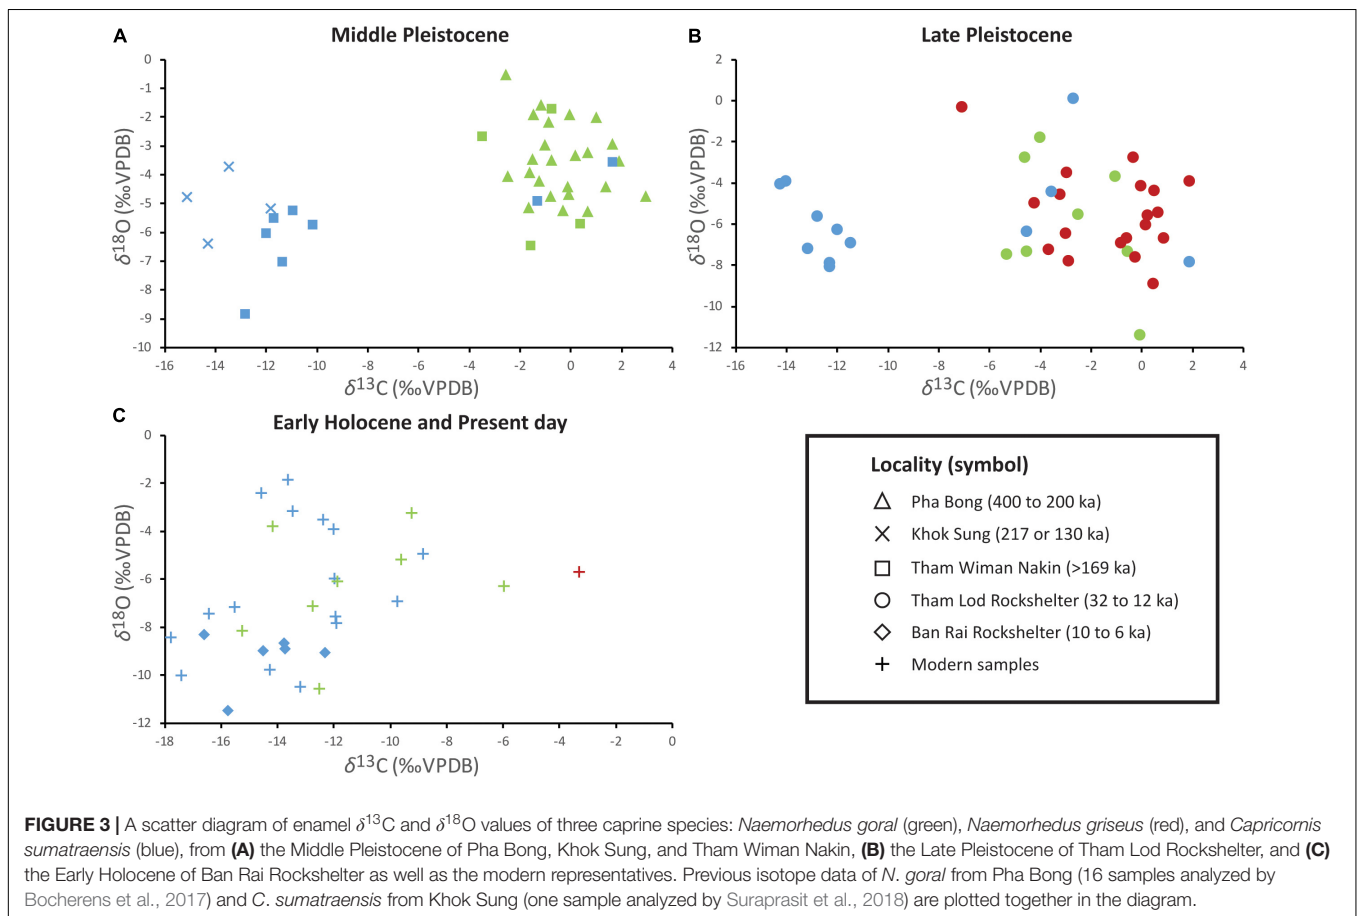 A
Middle Pleistocene
0
-1
-2
-3
-4
-5
-6
-7
-8
-9
-10
δ18O (‰VPDB)
-16 -14 -12 -10 -8 -6 -4 -2 0 2 4
δ13C (‰VPDB)
B
Late Pleistocene
2
0
-2
-4
-6
-8
-10
-12
δ18O (‰VPDB)
-16 -14 -12 -10 -8 -6 -4 -2 0 2 4
δ13C (‰VPDB)
C
Early Holocene and Present day
0
-2
-4
-6
-8
-10
-12
δ18O (‰VPDB)
-18 -16 -14 -12 -10 -8 -6 -4 -2 0
δ13C (‰VPDB)
Locality (symbol)
Pha Bong (400 to 200 ka)
Khok Sung (217 or 130 ka)
Tham Wiman Nakin (>169 ka)
Tham Lod Rockshelter (32 to 12 ka)
Ban Rai Rockshelter (10 to 6 ka)
Modern samples
FIGURE 3 | A scatter diagram of enamel δ13C and δ18O values of three caprine species: Naemorhedus goral (green), Naemorhedus griseus (red), and Capricornis
sumatraensis (blue), from (A) the Middle Pleistocene of Pha Bong, Khok Sung, and Tham Wiman Nakin, (B) the Late Pleistocene of Tham Lod Rockshelter, and (C)
the Early Holocene of Ban Rai Rockshelter as well as the modern representatives. Previous isotope data of N. goral from Pha Bong (16 samples analyzed by
Bocherens et al., 2017) and C. sumatraensis from Khok Sung (one sample analyzed by Suraprasit et al., 2018) are plotted together in the diagram.